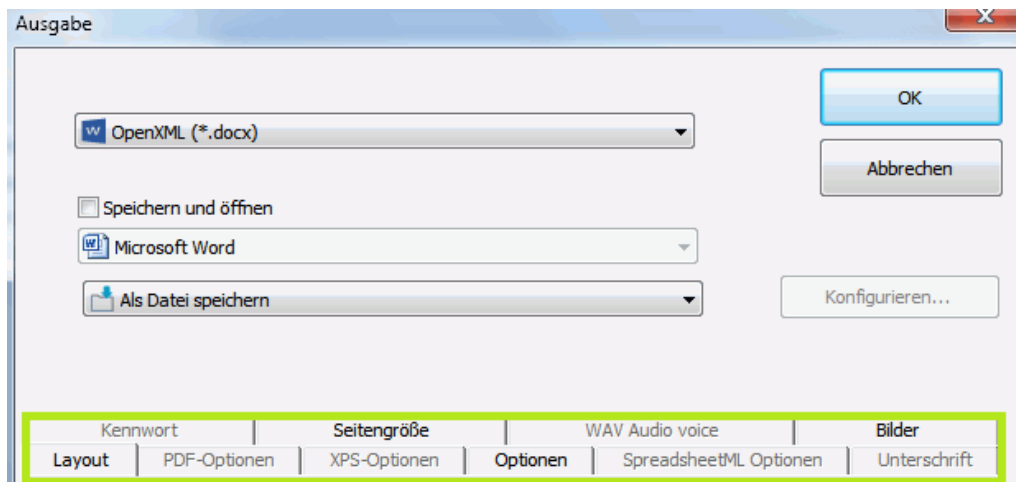 Ausgabe
OK
OpenXML (*.docx)
Abbrechen
Speichern und öffnen
Microsoft Word
Als Datei speichern
Konfigurieren...
Kennwort Seitengröße WAV Audio voice Bilder
Layout PDF-Optionen XPS-Optionen Optionen SpreadsheetML Optionen Unterschrift